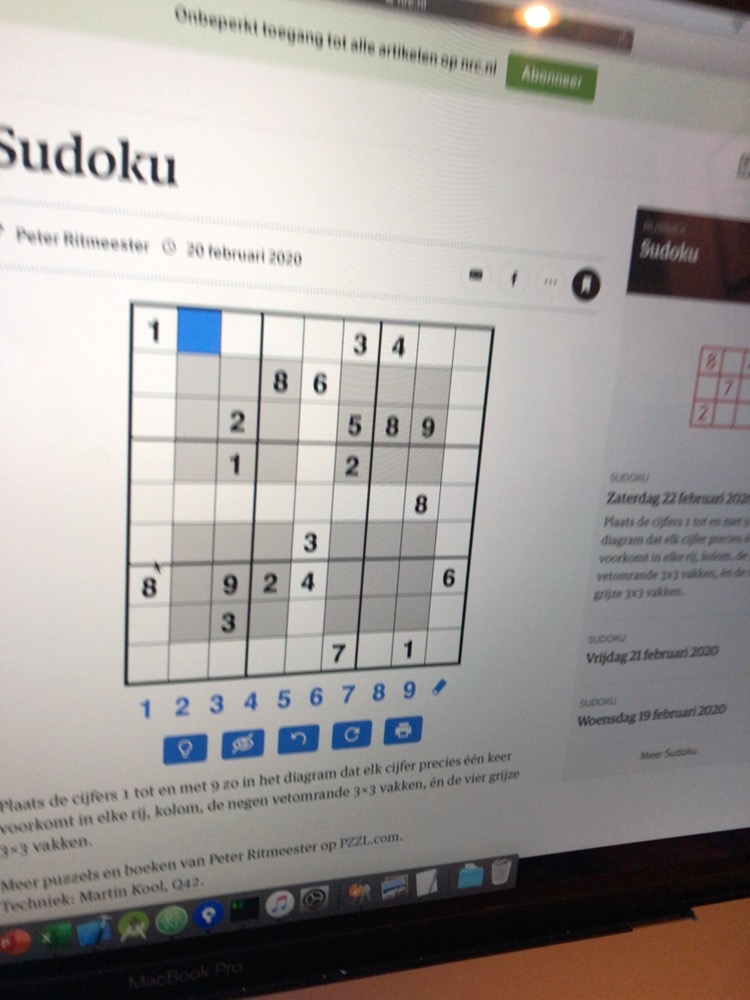 Onbeperkt toegang tot alle artikelen op nrc.nl
Abonneer
Sudoku
Peter Ritmeester 20 februari 2020
Sudoku
1 3 4
8 6
2 5 8 9
1 2
8
3
8 9 2 4 6
3
7 1
1 2 3 4 5 6 7 8 9
Plaats de cijfers 1 tot en met 9 zo in het diagram dat elk cijfer precies één keer
voorkomt in elke rij, kolom, de negen vetomrande 3×3 vakken, én de vier grijze
3×3 vakken.
Meer puzzels en boeken van Peter Ritmeester op PZZL.com.
Techniek: Martin Kool, Q42.
8
7
2
SUDOKU
Zaterdag 22 februari 202
Plaats de cijfers 1 tot en met 9
diagram dat elk cijfer precies é
voorkomt in elke rij, kolom, de
vetomrande 3x3 vakken, én de
grijze 3x3 vakken.
SUDOKU
Vrijdag 21 februari 2020
SUDOKU
Woensdag 19 februari 2020
Meer Sudoku
MacBook Pro